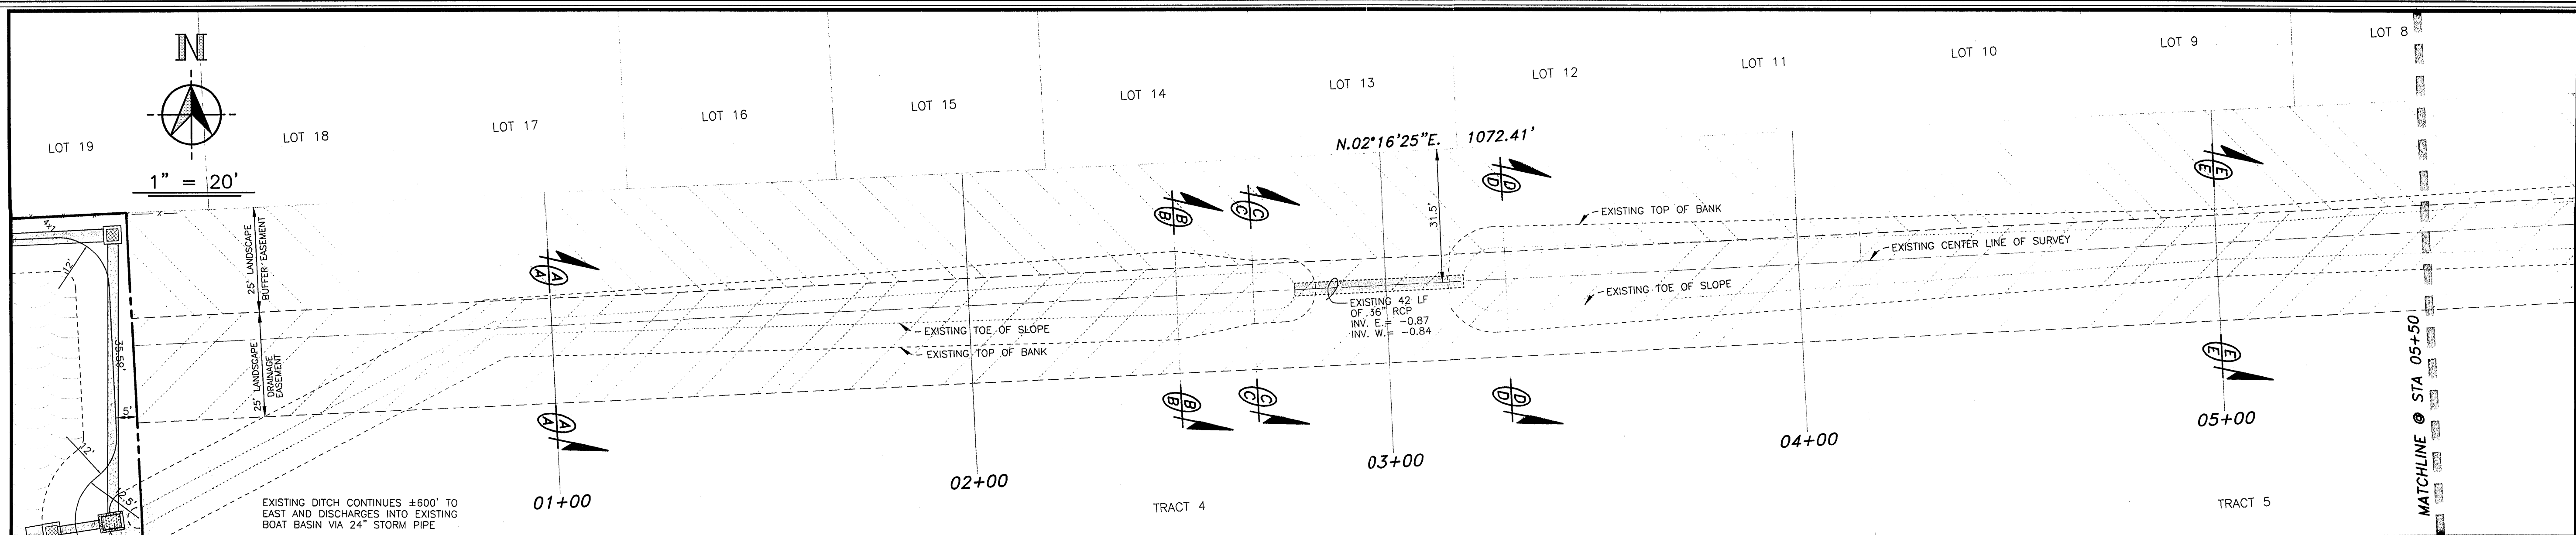 N
1" = 20'
LOT 19
LOT 18
LOT 17
LOT 16
LOT 15
LOT 14
LOT 13
LOT 12
LOT 11
LOT 10
LOT 9
LOT 8
N.02°16'25"E. 1072.41'
31.5'
25' LANDSCAPE
BUFFER EASEMENT
25' LANDSCAPE
DRAINAGE
EASEMENT
35.59'
5'
12'
12'
A
A
B
B
C
C
D
D
E
E
EXISTING TOP OF BANK
EXISTING CENTER LINE OF SURVEY
EXISTING TOE OF SLOPE
EXISTING 42 LF
OF 36" RCP
INV. E.= -0.87
INV. W.= -0.84
EXISTING TOE OF SLOPE
EXISTING TOP OF BANK
A
A
B
B
C
C
D
D
E
E
01+00
02+00
03+00
04+00
05+00
MATCHLINE @ STA 05+50
EXISTING DITCH CONTINUES ±600' TO
EAST AND DISCHARGES INTO EXISTING
BOAT BASIN VIA 24" STORM PIPE
TRACT 4
TRACT 5